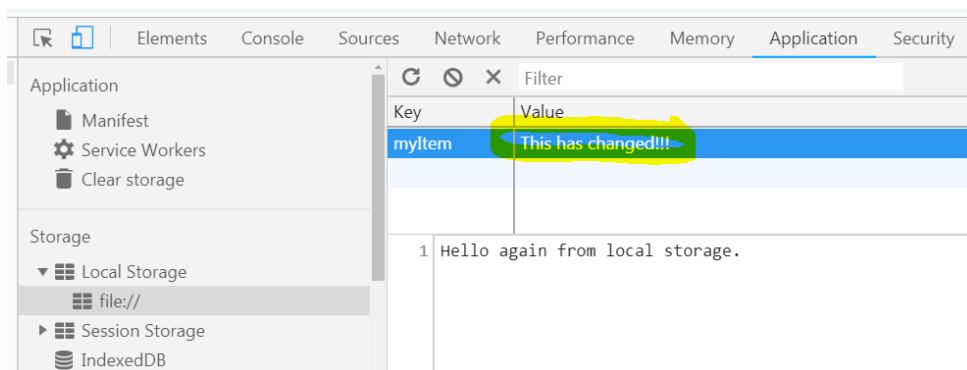 Elements Console Sources Network Performance Memory Application Security
Application
Manifest
Service Workers
Clear storage
Storage
Local Storage
file://
Session Storage
IndexedDB
Filter
Key Value
myItem This has changed!!!
1 Hello again from local storage.